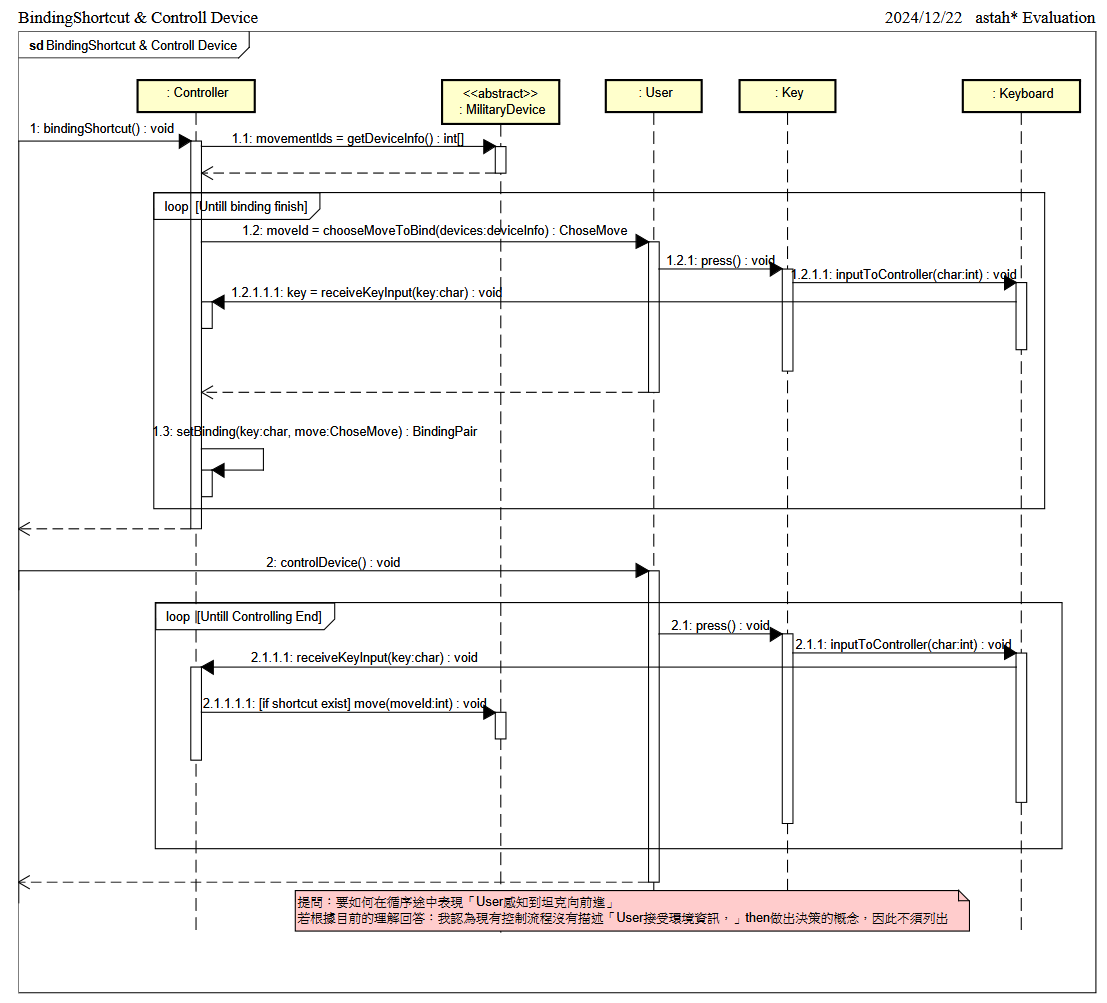 BindingShortcut & Controll Device
2024/12/22 astah* Evaluation
sd BindingShortcut & Controll Device
: Controller
<<abstract>>
: MilitaryDevice
: User
: Key
: Keyboard
1: bindingShortcut() : void
1.1: movementIds = getDeviceInfo() : int[]
loop [Untill binding finish]
1.2: moveId = chooseMoveToBind(devices:deviceInfo) : ChoseMove
1.2.1: press() : void
1.2.1.1: inputToController(char:int) : void
1.2.1.1.1: key = receiveKeyInput(key:char) : void
1.3: setBinding(key:char, move:ChoseMove) : BindingPair
2: controlDevice() : void
loop [Untill Controlling End]
2.1: press() : void
2.1.1: inputToController(char:int) : void
2.1.1.1: receiveKeyInput(key:char) : void
2.1.1.1.1: [if shortcut exist] move(moveId:int) : void
提問：要如何在循序途中表現「User感知到坦克向前進」
若根據目前的理解回答：我認為現有控制流程沒有描述「User接受環境資訊，」then做出決策的概念，因此不須列出